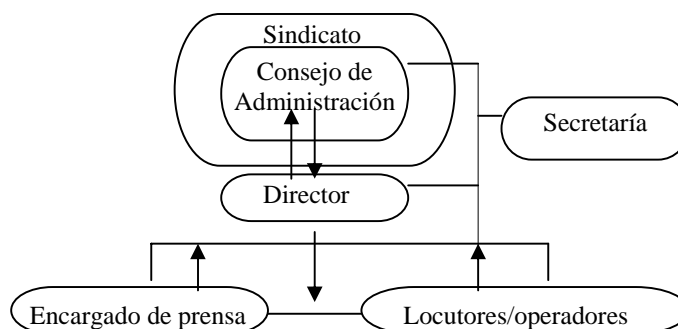 Sindicato
Consejo de
Administración
Secretaría
Director
Encargado de prensa
Locutores/operadores